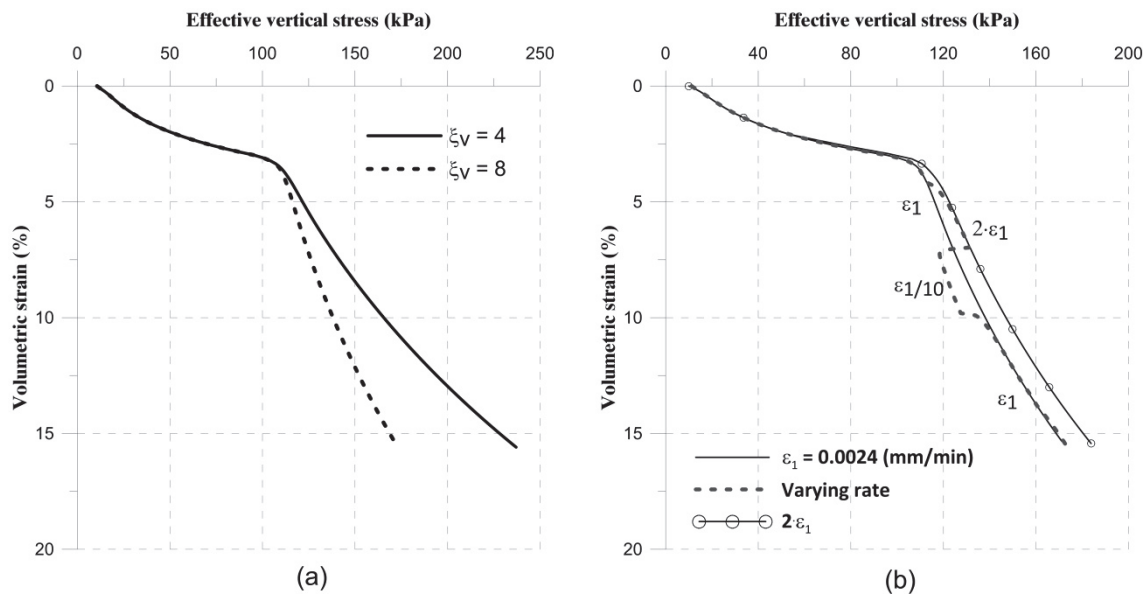 Effective vertical stress (kPa)
0 50 100 150 200 250
Volumetric strain (%)
0
5
10
15
20
ξv = 4
ξv = 8
(a)
Effective vertical stress (kPa)
0 40 80 120 160 200
Volumetric strain (%)
0
5
10
15
20
ε1
2·ε1
ε1/10
ε1
ε1 = 0.0024 (mm/min)
Varying rate
2·ε1
(b)